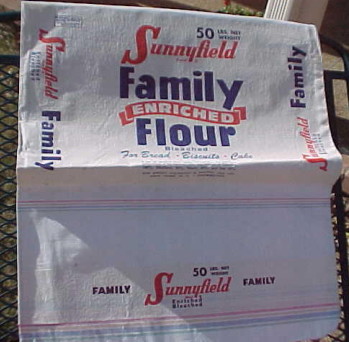 50 LBS. NET
WEIGHT
Sunnyfield
Family
ENRICHED
Flour
Bleached
For Bread · Biscuits · Cake
Sunnyfield
Family
Family
Sunnyfield
50 LBS. NET
WEIGHT
FAMILY
Sunnyfield
FAMILY
Enriched
Bleached